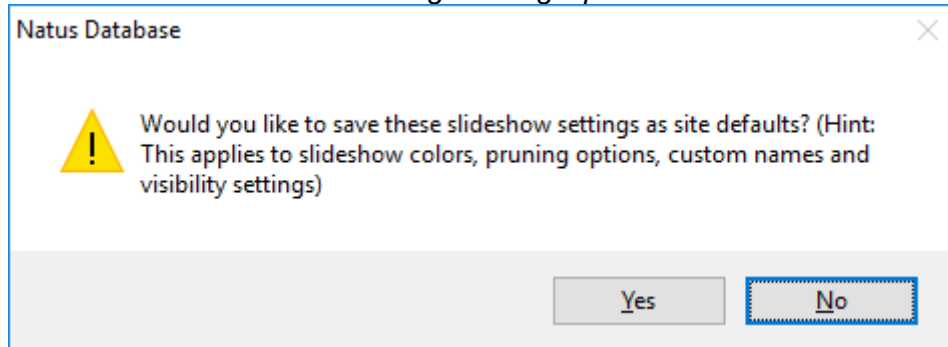 Natus Database
Would you like to save these slideshow settings as site defaults? (Hint:
This applies to slideshow colors, pruning options, custom names and
visibility settings)
Yes
No